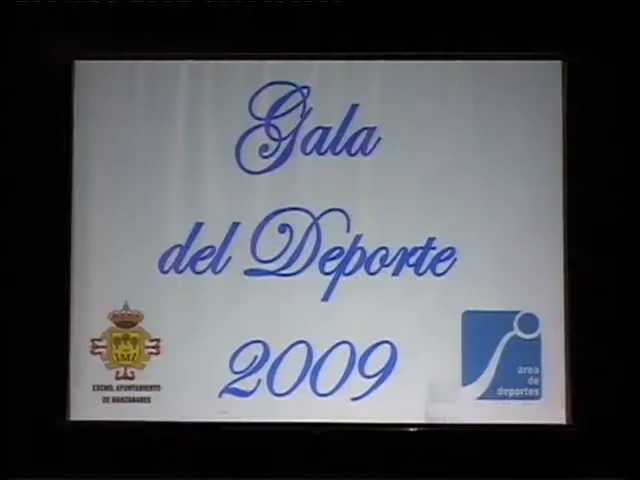 Gala
del Deporte
2009
EXCMO. AYUNTAMIENTO
DE MANZANARES
área
de
deportes